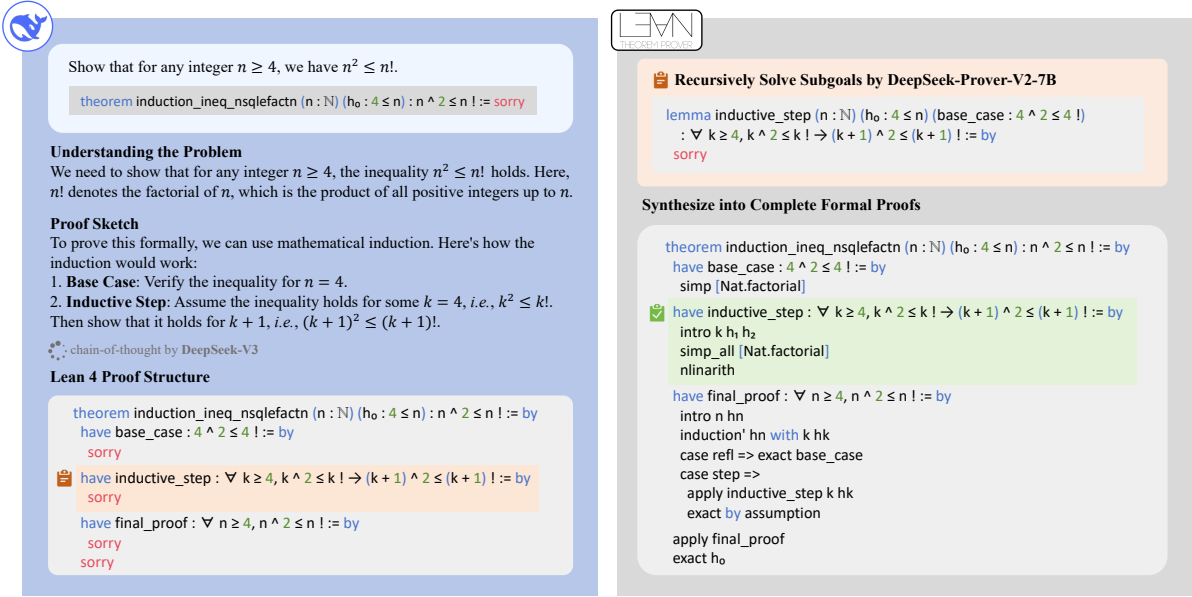 Show that for any integer n ≥ 4, we have n² ≤ n!.
theorem induction_ineq_nsqlefactn (n : ℕ) (h₀ : 4 ≤ n) : n ^ 2 ≤ n ! := sorry
Understanding the Problem
We need to show that for any integer n ≥ 4, the inequality n² ≤ n! holds. Here,
n! denotes the factorial of n, which is the product of all positive integers up to n.
Proof Sketch
To prove this formally, we can use mathematical induction. Here's how the
induction would work:
1. Base Case: Verify the inequality for n = 4.
2. Inductive Step: Assume the inequality holds for some k = 4, i.e., k² ≤ k!.
Then show that it holds for k + 1, i.e., (k + 1)² ≤ (k + 1)!.
chain-of-thought by DeepSeek-V3
Lean 4 Proof Structure
theorem induction_ineq_nsqlefactn (n : ℕ) (h₀ : 4 ≤ n) : n ^ 2 ≤ n ! := by
have base_case : 4 ^ 2 ≤ 4 ! := by
sorry
have inductive_step : ∀ k ≥ 4, k ^ 2 ≤ k ! → (k + 1) ^ 2 ≤ (k + 1) ! := by
sorry
have final_proof : ∀ n ≥ 4, n ^ 2 ≤ n ! := by
sorry
sorry
LEAN
THEOREM PROVER
Recursively Solve Subgoals by DeepSeek-Prover-V2-7B
lemma inductive_step (n : ℕ) (h₀ : 4 ≤ n) (base_case : 4 ^ 2 ≤ 4 !)
: ∀ k ≥ 4, k ^ 2 ≤ k ! → (k + 1) ^ 2 ≤ (k + 1) ! := by
sorry
Synthesize into Complete Formal Proofs
theorem induction_ineq_nsqlefactn (n : ℕ) (h₀ : 4 ≤ n) : n ^ 2 ≤ n ! := by
have base_case : 4 ^ 2 ≤ 4 ! := by
simp [Nat.factorial]
have inductive_step : ∀ k ≥ 4, k ^ 2 ≤ k ! → (k + 1) ^ 2 ≤ (k + 1) ! := by
intro k h₁ h₂
simp_all [Nat.factorial]
nlinarith
have final_proof : ∀ n ≥ 4, n ^ 2 ≤ n ! := by
intro n hn
induction' hn with k hk
case refl => exact base_case
case step =>
apply inductive_step k hk
exact by assumption
apply final_proof
exact h₀